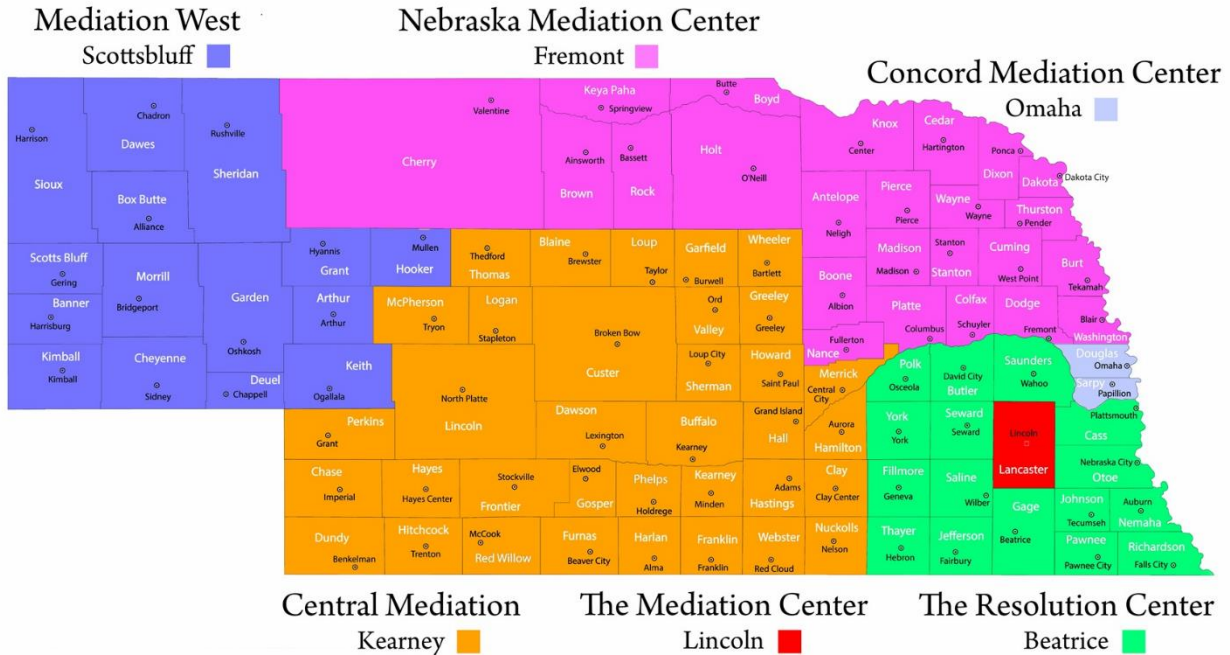 Mediation West
Scottsbluff
Nebraska Mediation Center
Fremont
Concord Mediation Center
Omaha
Harrison
Sioux
Chadron
Dawes
Rushville
Sheridan
Box Butte
Alliance
Scotts Bluff
Gering
Banner
Harrisburg
Kimball
Kimball
Morrill
Bridgeport
Cheyenne
Sidney
Garden
Oshkosh
Deuel
Chappell
Hyannis
Grant
Mullen
Hooker
Arthur
Arthur
Keith
Ogallala
Valentine
Cherry
Keya Paha
Springview
Butte
Boyd
Ainsworth
Brown
Bassett
Rock
Holt
O'Neill
Knox
Center
Cedar
Hartington
Ponca
Dixon
Dakota
Dakota City
Antelope
Neligh
Pierce
Pierce
Wayne
Wayne
Thurston
Pender
Madison
Madison
Stanton
Stanton
Cuming
West Point
Burt
Tekamah
Boone
Albion
Platte
Columbus
Colfax
Schuyler
Dodge
Fremont
Blair
Washington
Fullerton
Nance
Thedford
Thomas
Blaine
Brewster
Loup
Taylor
Garfield
Burwell
Wheeler
Bartlett
McPherson
Tryon
Logan
Stapleton
Broken Bow
Custer
Ord
Valley
Greeley
Greeley
Loup City
Sherman
Howard
Saint Paul
Merrick
Central
City
North Platte
Lincoln
Perkins
Grant
Dawson
Lexington
Buffalo
Kearney
Grand Island
Hall
Aurora
Hamilton
Chase
Imperial
Hayes
Hayes Center
Stockville
Frontier
Elwood
Gosper
Phelps
Holdrege
Kearney
Minden
Adams
Hastings
Clay
Clay Center
Dundy
Benkelman
Hitchcock
Trenton
McCook
Red Willow
Furnas
Beaver City
Harlan
Alma
Franklin
Franklin
Webster
Red Cloud
Nuckolls
Nelson
Polk
Osceola
David City
Butler
Saunders
Wahoo
Douglas
Omaha
Sarpy
Papillion
Plattsmouth
Cass
York
York
Seward
Seward
Lincoln
Lancaster
Nebraska City
Otoe
Fillmore
Geneva
Saline
Wilber
Gage
Beatrice
Johnson
Tecumseh
Auburn
Nemaha
Thayer
Hebron
Jefferson
Fairbury
Pawnee
Pawnee City
Richardson
Falls City
Central Mediation
Kearney
The Mediation Center
Lincoln
The Resolution Center
Beatrice